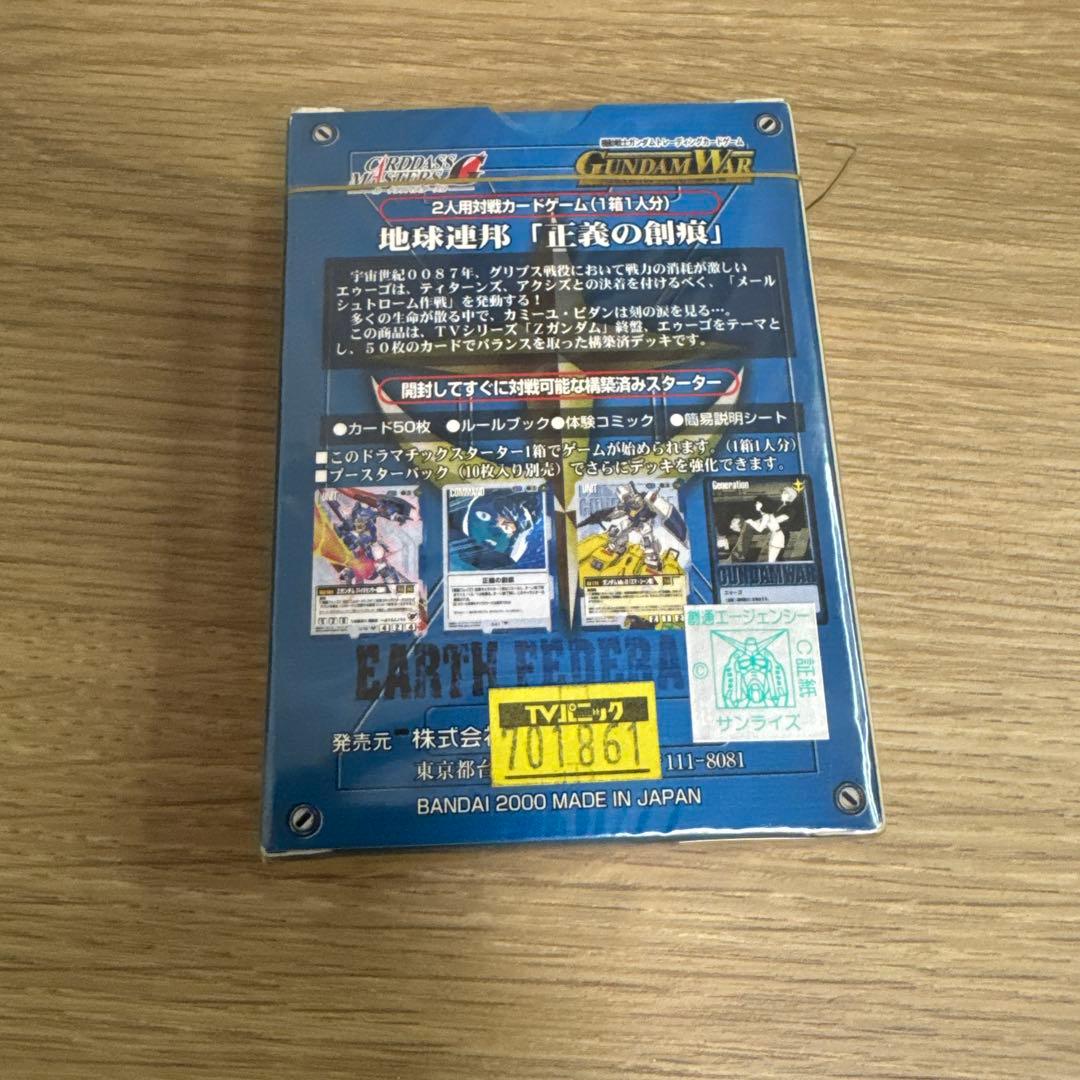 CARDDASS MASTERS G
機動戦士ガンダムトレーディングカードゲーム
GUNDAM WAR
2人用対戦カードゲーム(1箱1人分)
地球連邦「正義の創痕」
宇宙世紀0087年、グリプス戦役において戦力の消耗が激しい
エゥーゴは、ティターンズ、アクシズとの決着を付けるべく、「メール
シュトローム作戦」を発動する！
多くの生命が散る中で、カミーユ・ビダンは刻の涙を見る…。
この商品は、TVシリーズ「Zガンダム」終盤、エゥーゴをテーマと
し、50枚のカードでバランスを取った構築済デッキです。
開封してすぐに対戦可能な構築済みスターター
●カード50枚 ●ルールブック●体験コミック ●簡易説明シート
■このドラマチックスターター1箱でゲームが始められます。(1箱1人分)
■ブースターパック(10枚入り別売)でさらにデッキを強化できます。
UNIT
COMMAND
UNIT
Generation
GUNDAM WAR
正義の創痕
エゥーゴ
EARTH FEDERA
創通エージェンシー
C証紙
©
サンライズ
TVパニック
701861
発売元 株式会
東京都台
111-8081
BANDAI 2000 MADE IN JAPAN